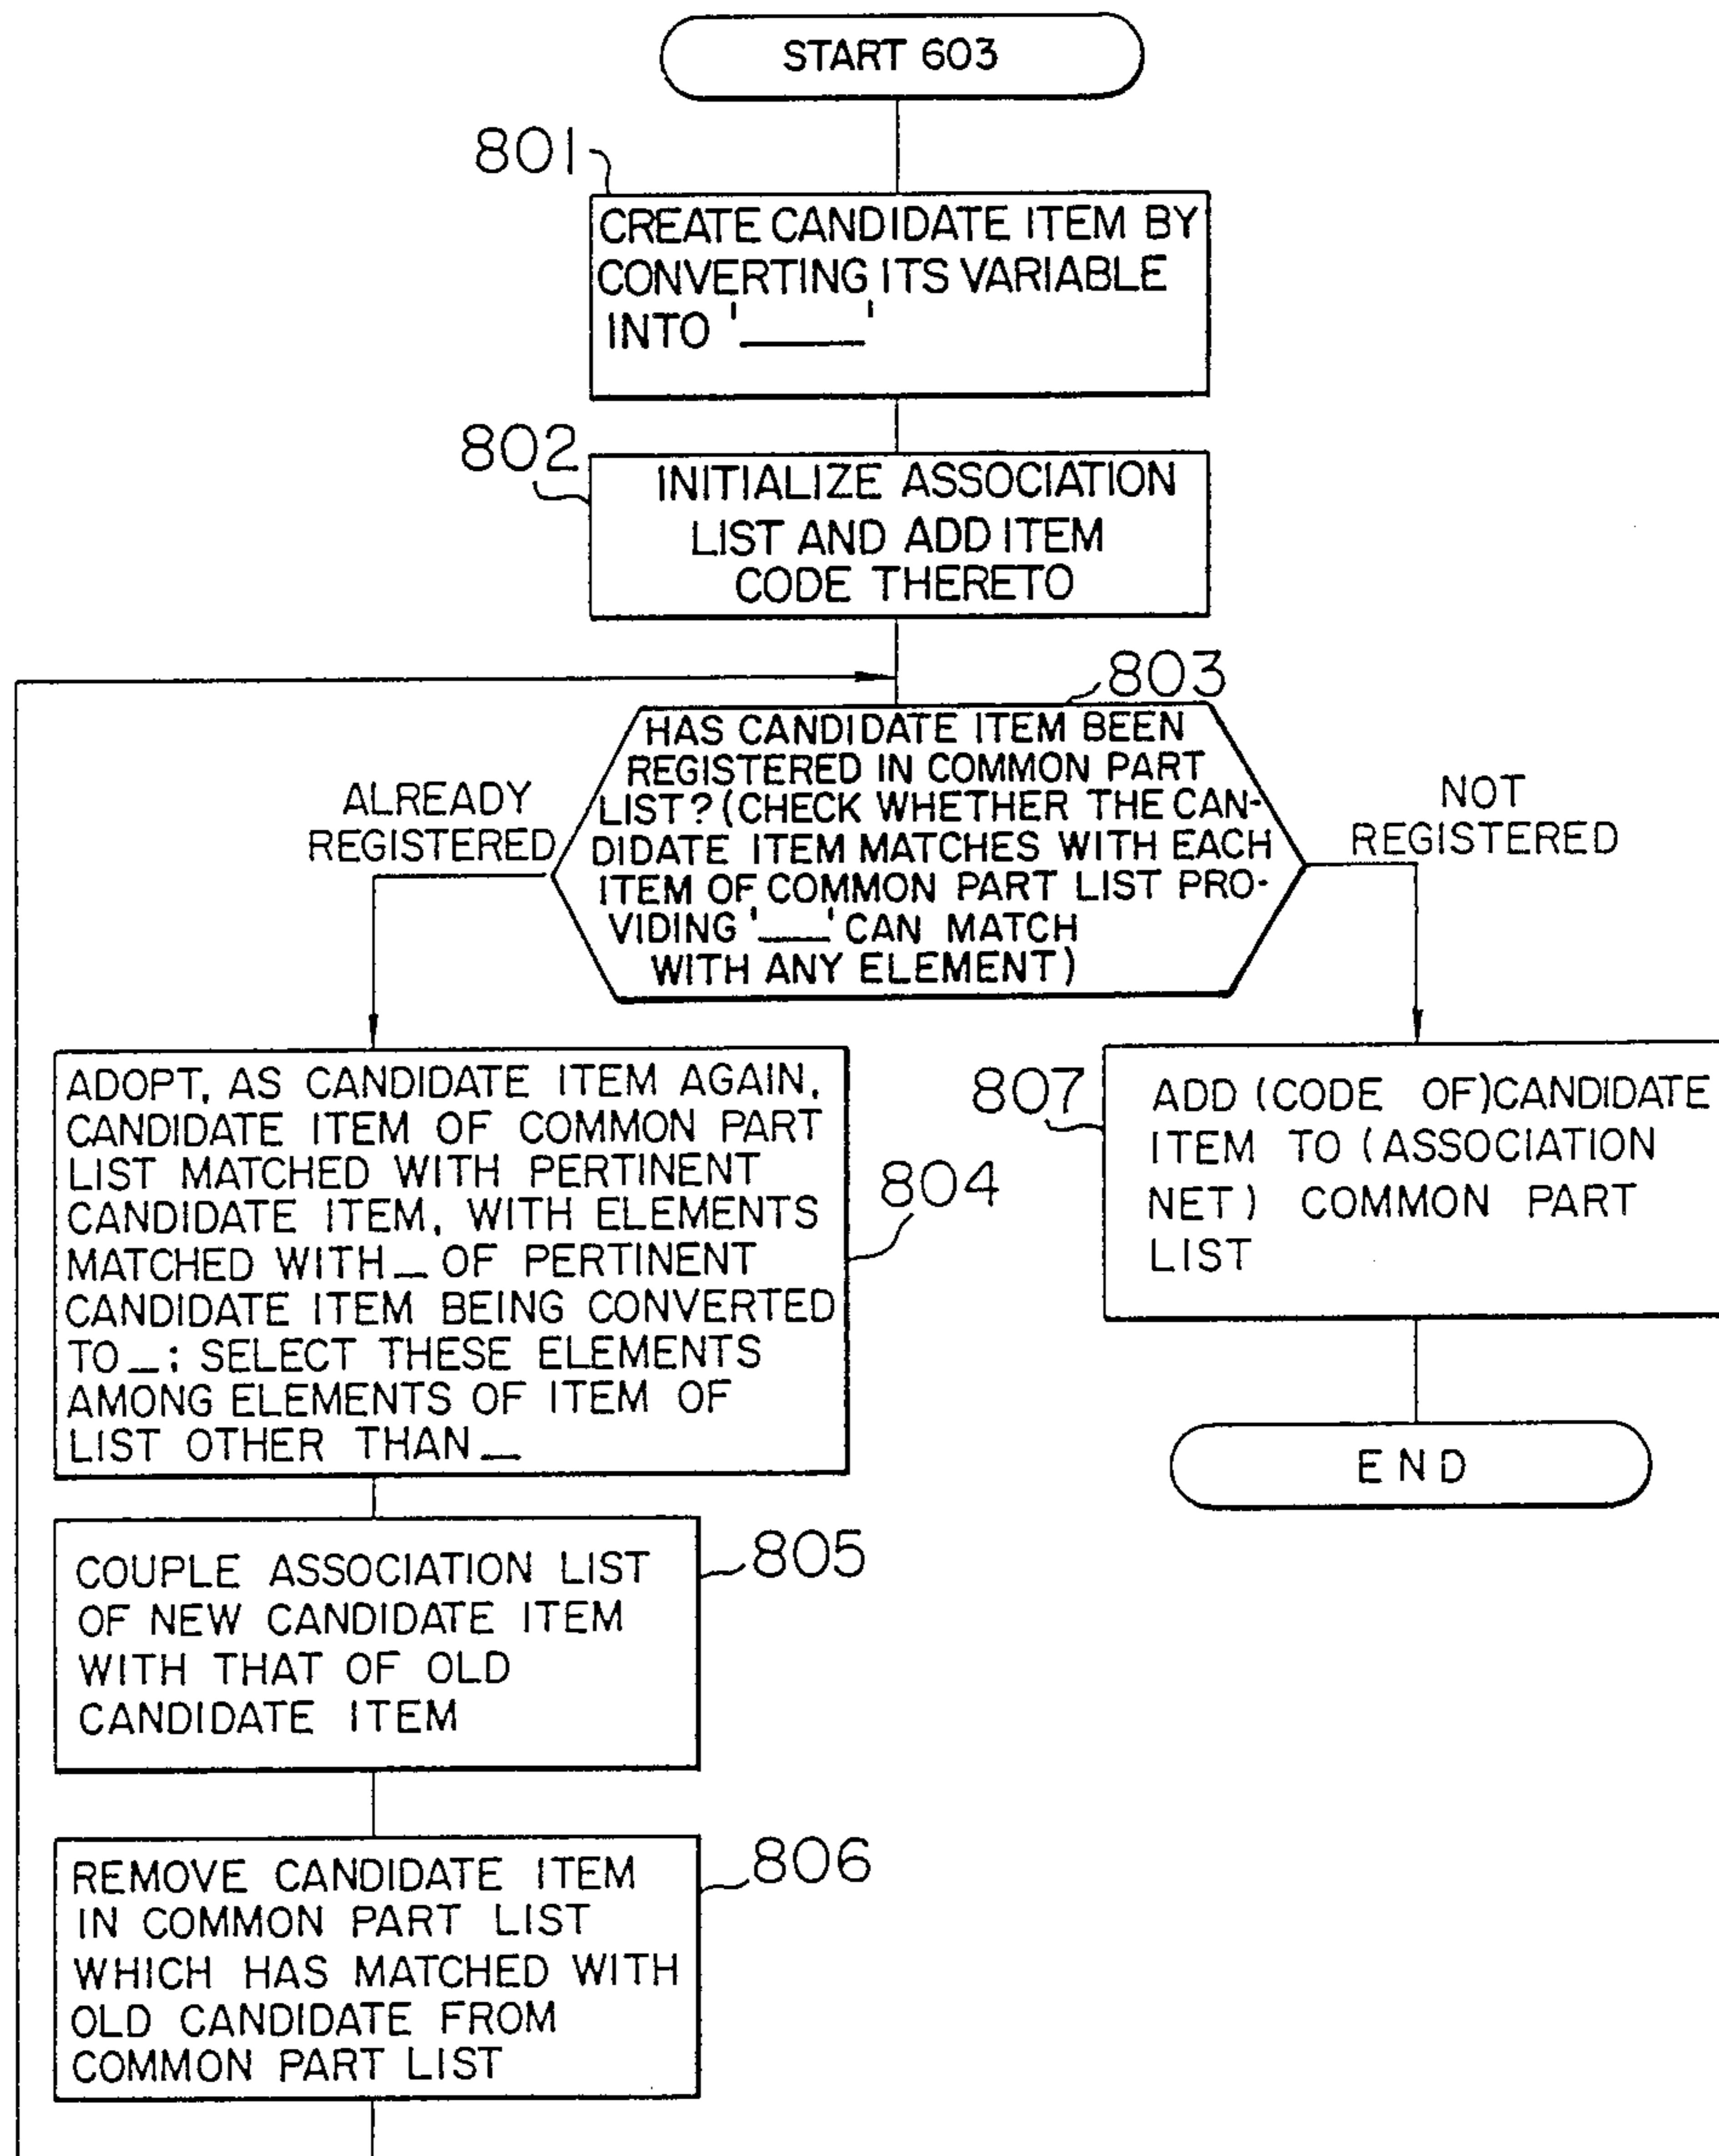 START 603
801
CREATE CANDIDATE ITEM BY
CONVERTING ITS VARIABLE
INTO '_____'
802
INITIALIZE ASSOCIATION
LIST AND ADD ITEM
CODE THERETO
803
HAS CANDIDATE ITEM BEEN
REGISTERED IN COMMON PART
LIST? (CHECK WHETHER THE CAN-
DIDATE ITEM MATCHES WITH EACH
ITEM OF COMMON PART LIST PRO-
VIDING '___' CAN MATCH
WITH ANY ELEMENT)
ALREADY
REGISTERED
NOT
REGISTERED
ADOPT, AS CANDIDATE ITEM AGAIN,
CANDIDATE ITEM OF COMMON PART
LIST MATCHED WITH PERTINENT
CANDIDATE ITEM, WITH ELEMENTS
MATCHED WITH _ OF PERTINENT
CANDIDATE ITEM BEING CONVERTED
TO _; SELECT THESE ELEMENTS
AMONG ELEMENTS OF ITEM OF
LIST OTHER THAN _
804
807
ADD (CODE OF) CANDIDATE
ITEM TO (ASSOCIATION
NET) COMMON PART
LIST
END
COUPLE ASSOCIATION LIST
OF NEW CANDIDATE ITEM
WITH THAT OF OLD
CANDIDATE ITEM
805
REMOVE CANDIDATE ITEM
IN COMMON PART LIST
WHICH HAS MATCHED WITH
OLD CANDIDATE FROM
COMMON PART LIST
806